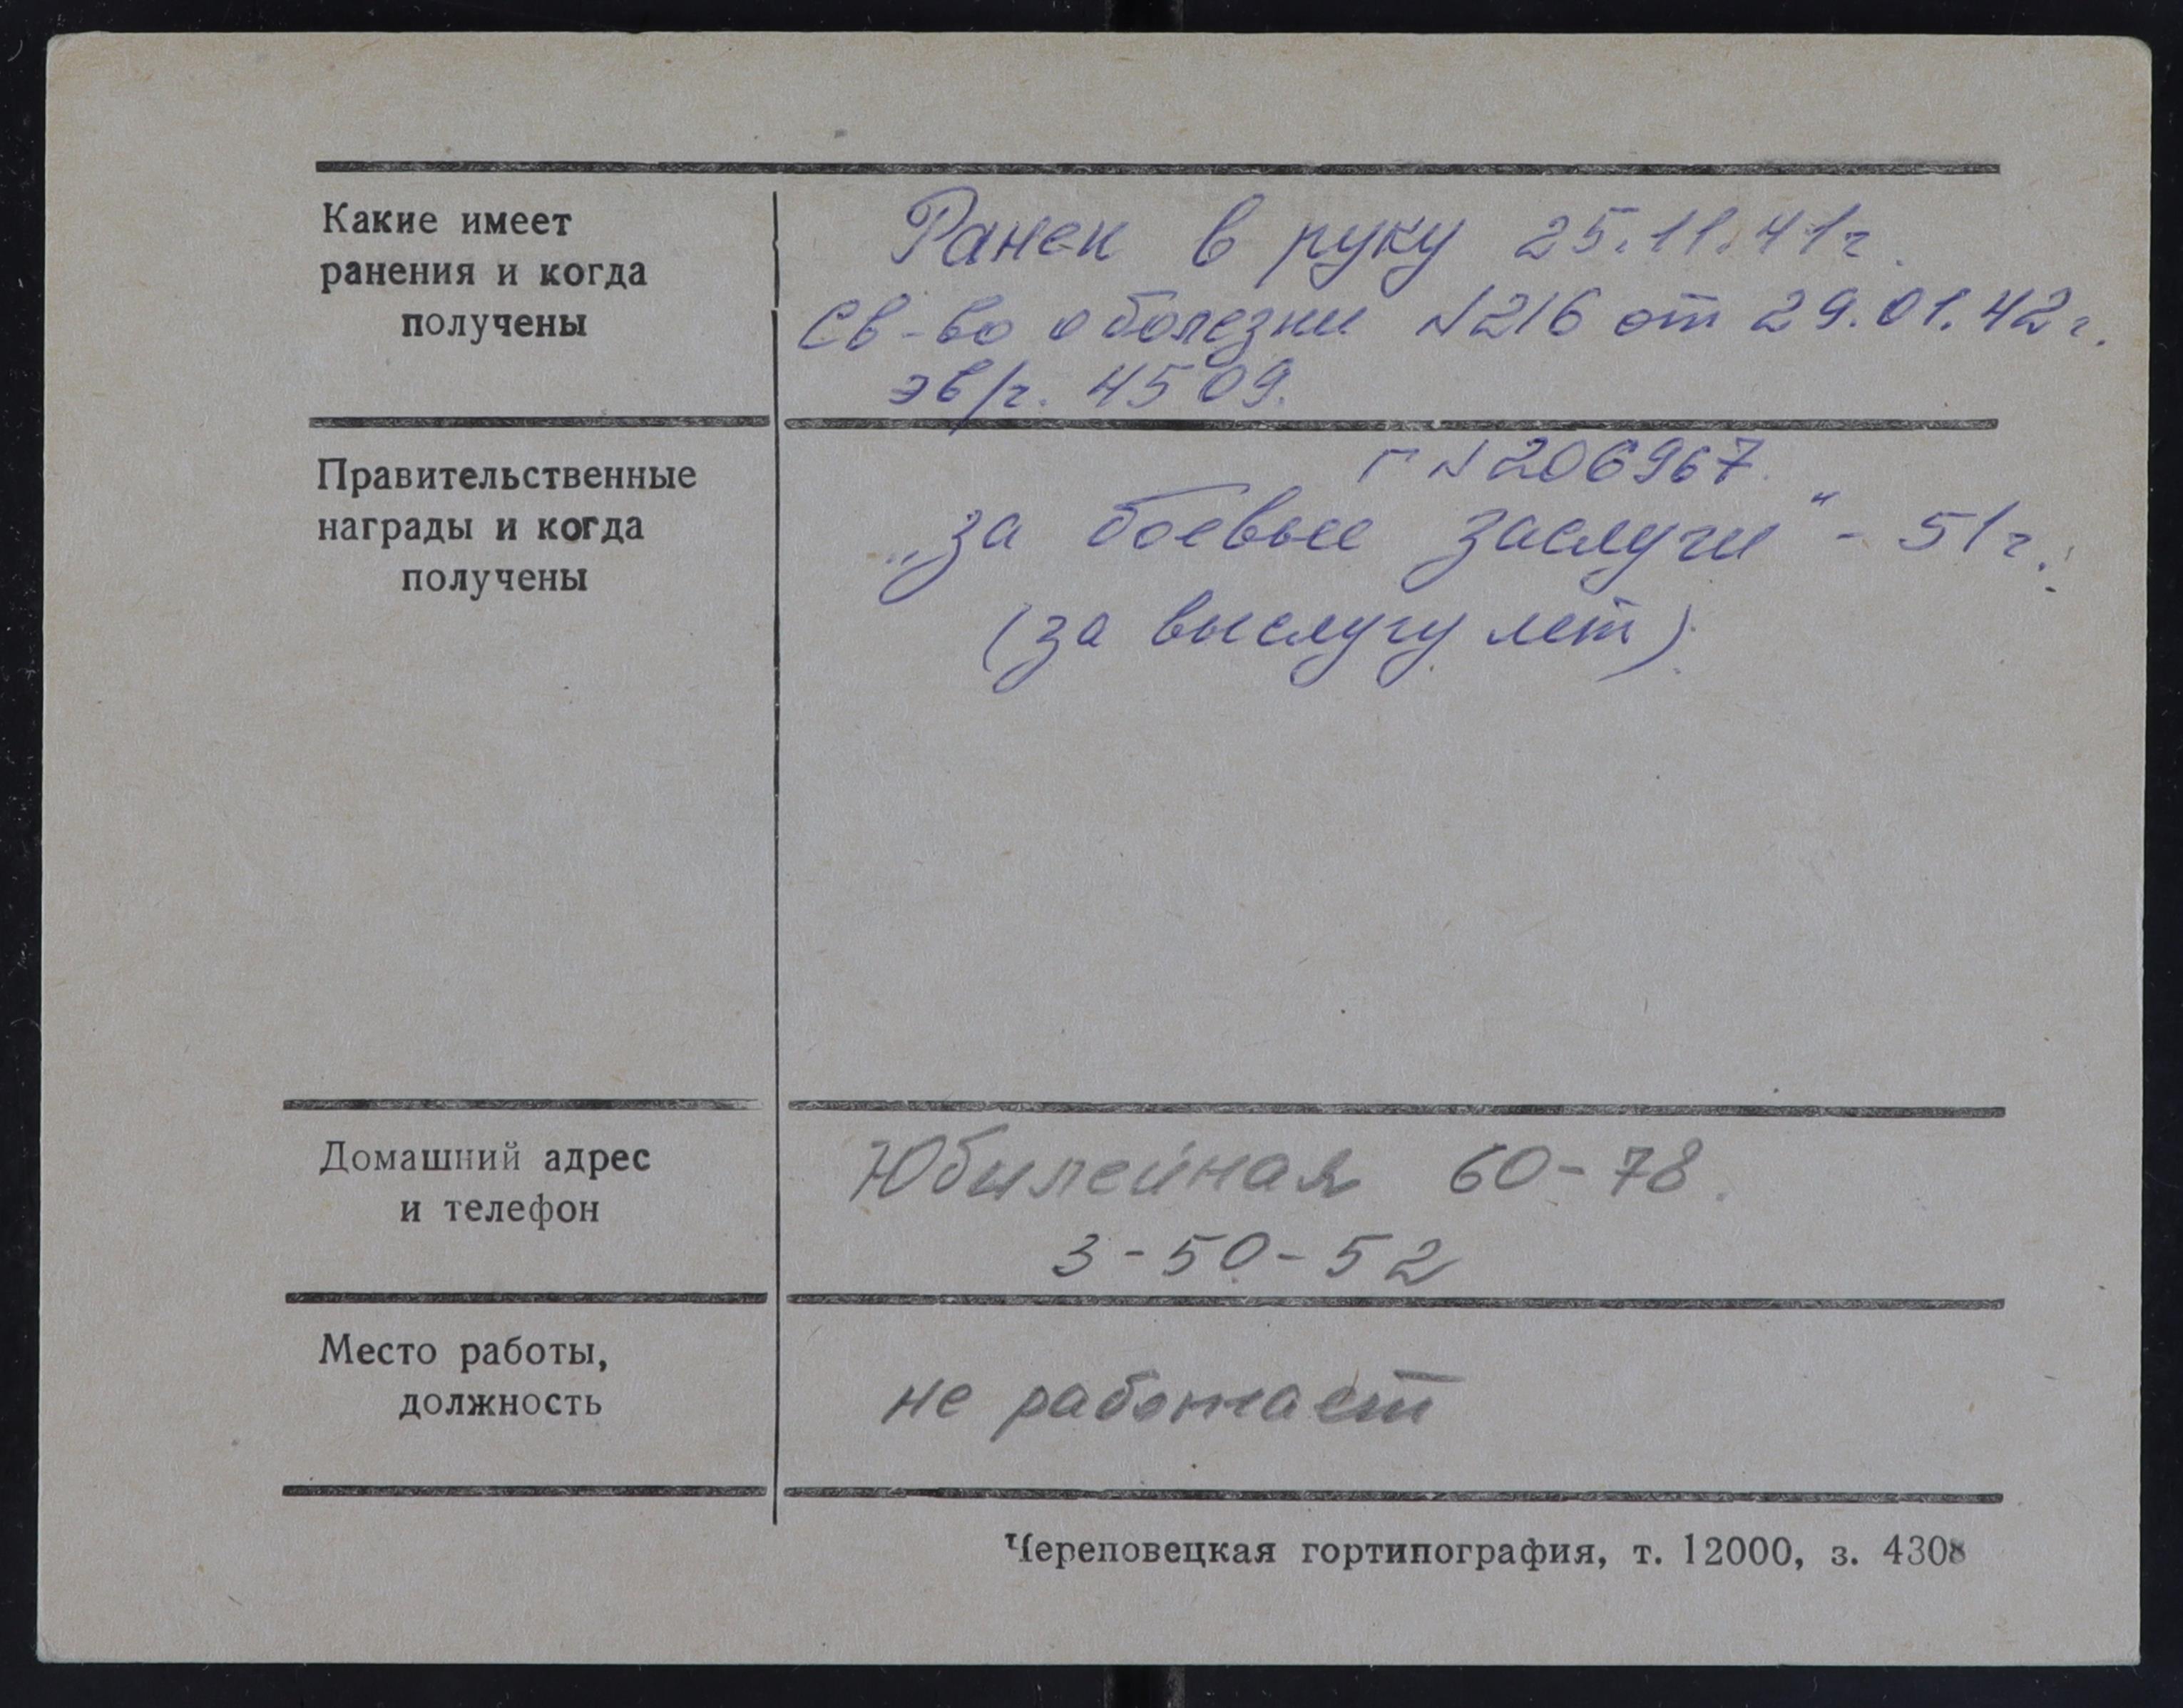 Какие имеет
ранения и когда
получены
Ранен в руку 25.11.41г.
Св-во о болезни №216 от 29.01.42г.
эв/г. 4509.
Правительственные
награды и когда
получены
Г №206967.
„за боевые заслуги" - 51г.
(за выслугу лет).
Домашний адрес
и телефон
Юбилейная 60-78.
3-50-52
Место работы,
должность
не работает
Череповецкая гортипография, т. 12000, з. 4308